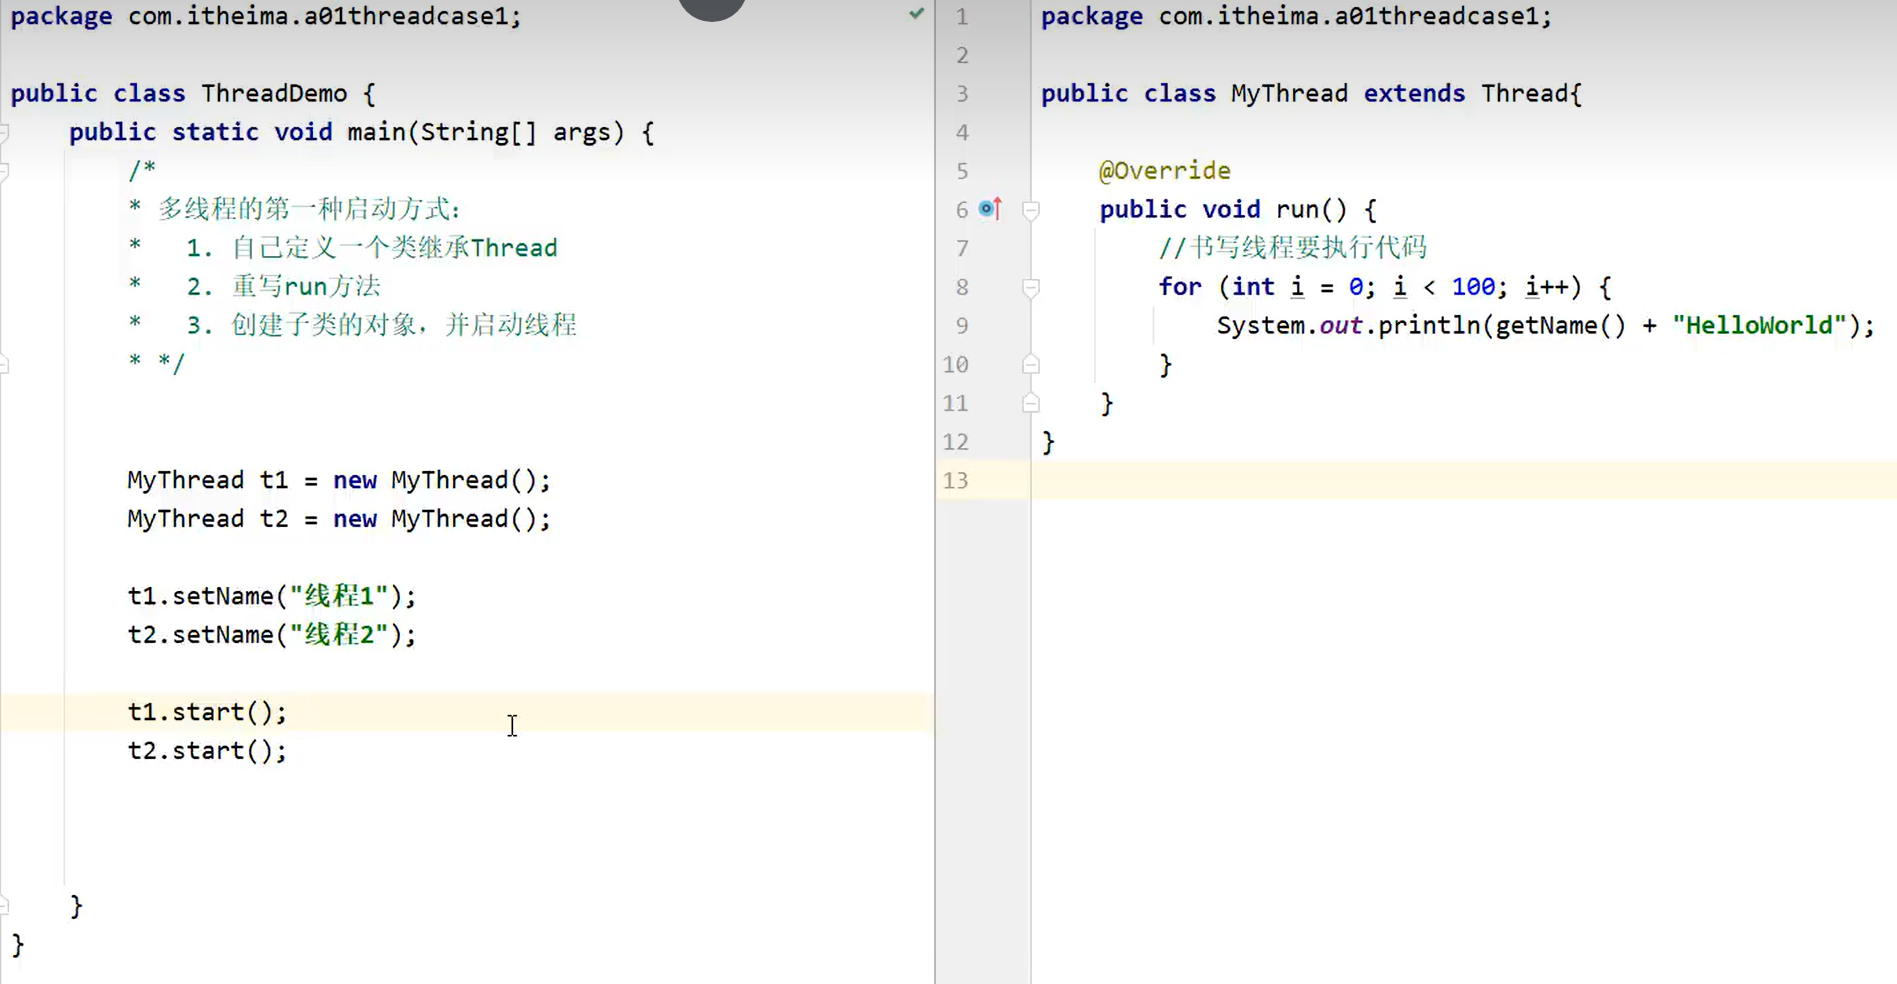 package com.itheima.a01threadcase1;
public class ThreadDemo {
public static void main(String[] args) {
/*
* 多线程的第一种启动方式：
* 1. 自己定义一个类继承Thread
* 2. 重写run方法
* 3. 创建子类的对象，并启动线程
* */
MyThread t1 = new MyThread();
MyThread t2 = new MyThread();
t1.setName("线程1");
t2.setName("线程2");
t1.start();
t2.start();
}
}
1 package com.itheima.a01threadcase1;
2
3 public class MyThread extends Thread{
4
5 @Override
6 public void run() {
7 //书写线程要执行代码
8 for (int i = 0; i < 100; i++) {
9 System.out.println(getName() + "HelloWorld");
10 }
11 }
12 }
13